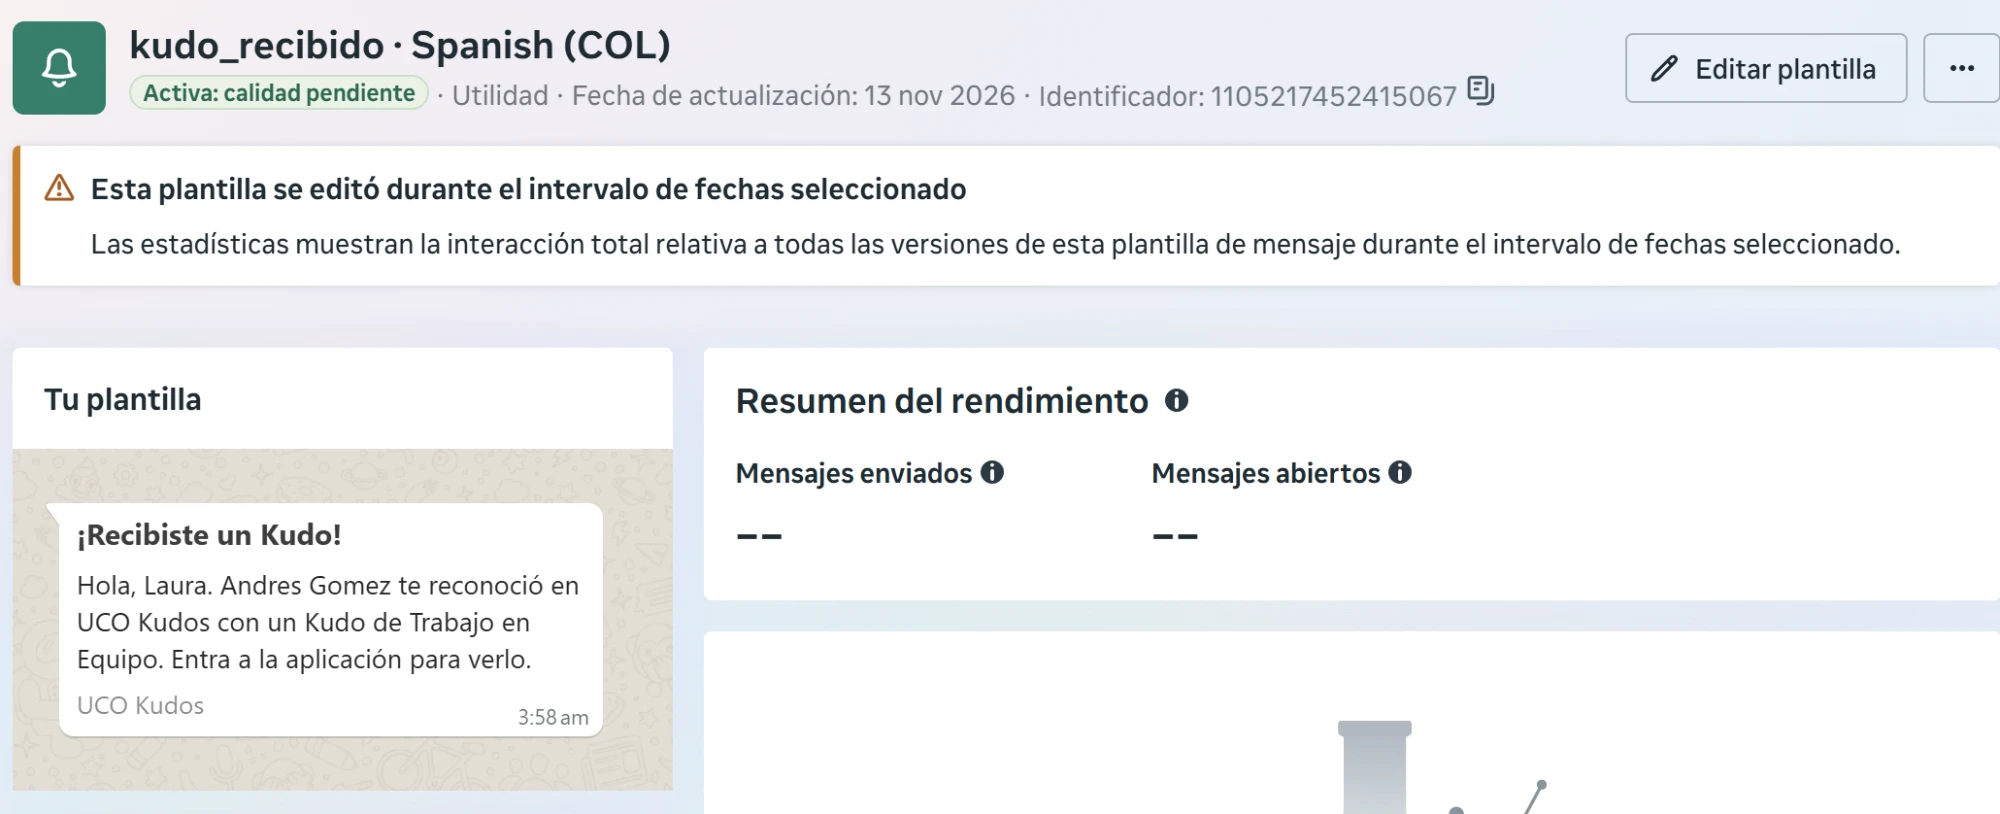 kudo_recibido · Spanish (COL)
Activa: calidad pendiente · Utilidad · Fecha de actualización: 13 nov 2026 · Identificador: 1105217452415067
Editar plantilla
Esta plantilla se editó durante el intervalo de fechas seleccionado
Las estadísticas muestran la interacción total relativa a todas las versiones de esta plantilla de mensaje durante el intervalo de fechas seleccionado.
Tu plantilla
¡Recibiste un Kudo!
Hola, Laura. Andres Gomez te reconoció en
UCO Kudos con un Kudo de Trabajo en
Equipo. Entra a la aplicación para verlo.
UCO Kudos
3:58 am
Resumen del rendimiento
Mensajes enviados
Mensajes abiertos
--
--